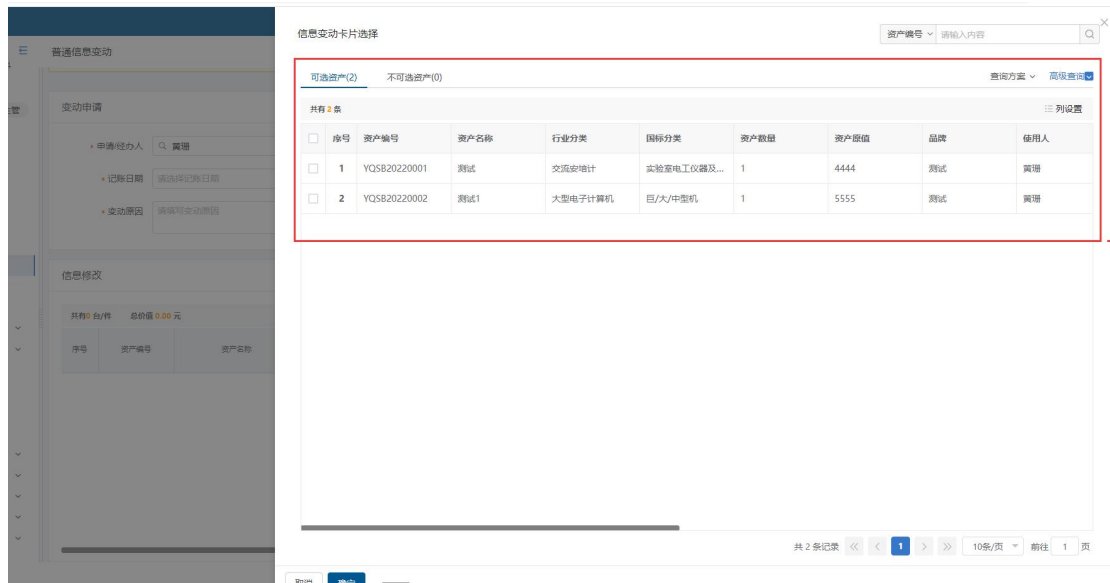 信息变动卡片选择
资产编号 请输入内容
普通信息变动
可选资产(2) 不可选资产(0) 查询方案 高级查询
变动申请
共有 2 条 列设置
* 申请/经办人 黄珊
序号 资产编号 资产名称 行业分类 国标分类 资产数量 资产原值 品牌 使用人
1 YQSB20220001 测试 交流安培计 实验室电工仪器及... 1 4444 测试 黄珊
* 记账日期 请选择记账日期
2 YQSB20220002 测试1 大型电子计算机 巨/大/中型机 1 5555 测试 黄珊
* 变动原因 请填写变动原因
信息修改
共有0 台/件 总价值 0.00 元
序号 资产编号 资产名称
共 2 条记录 1 10条/页 前往 1 页
取消 确定